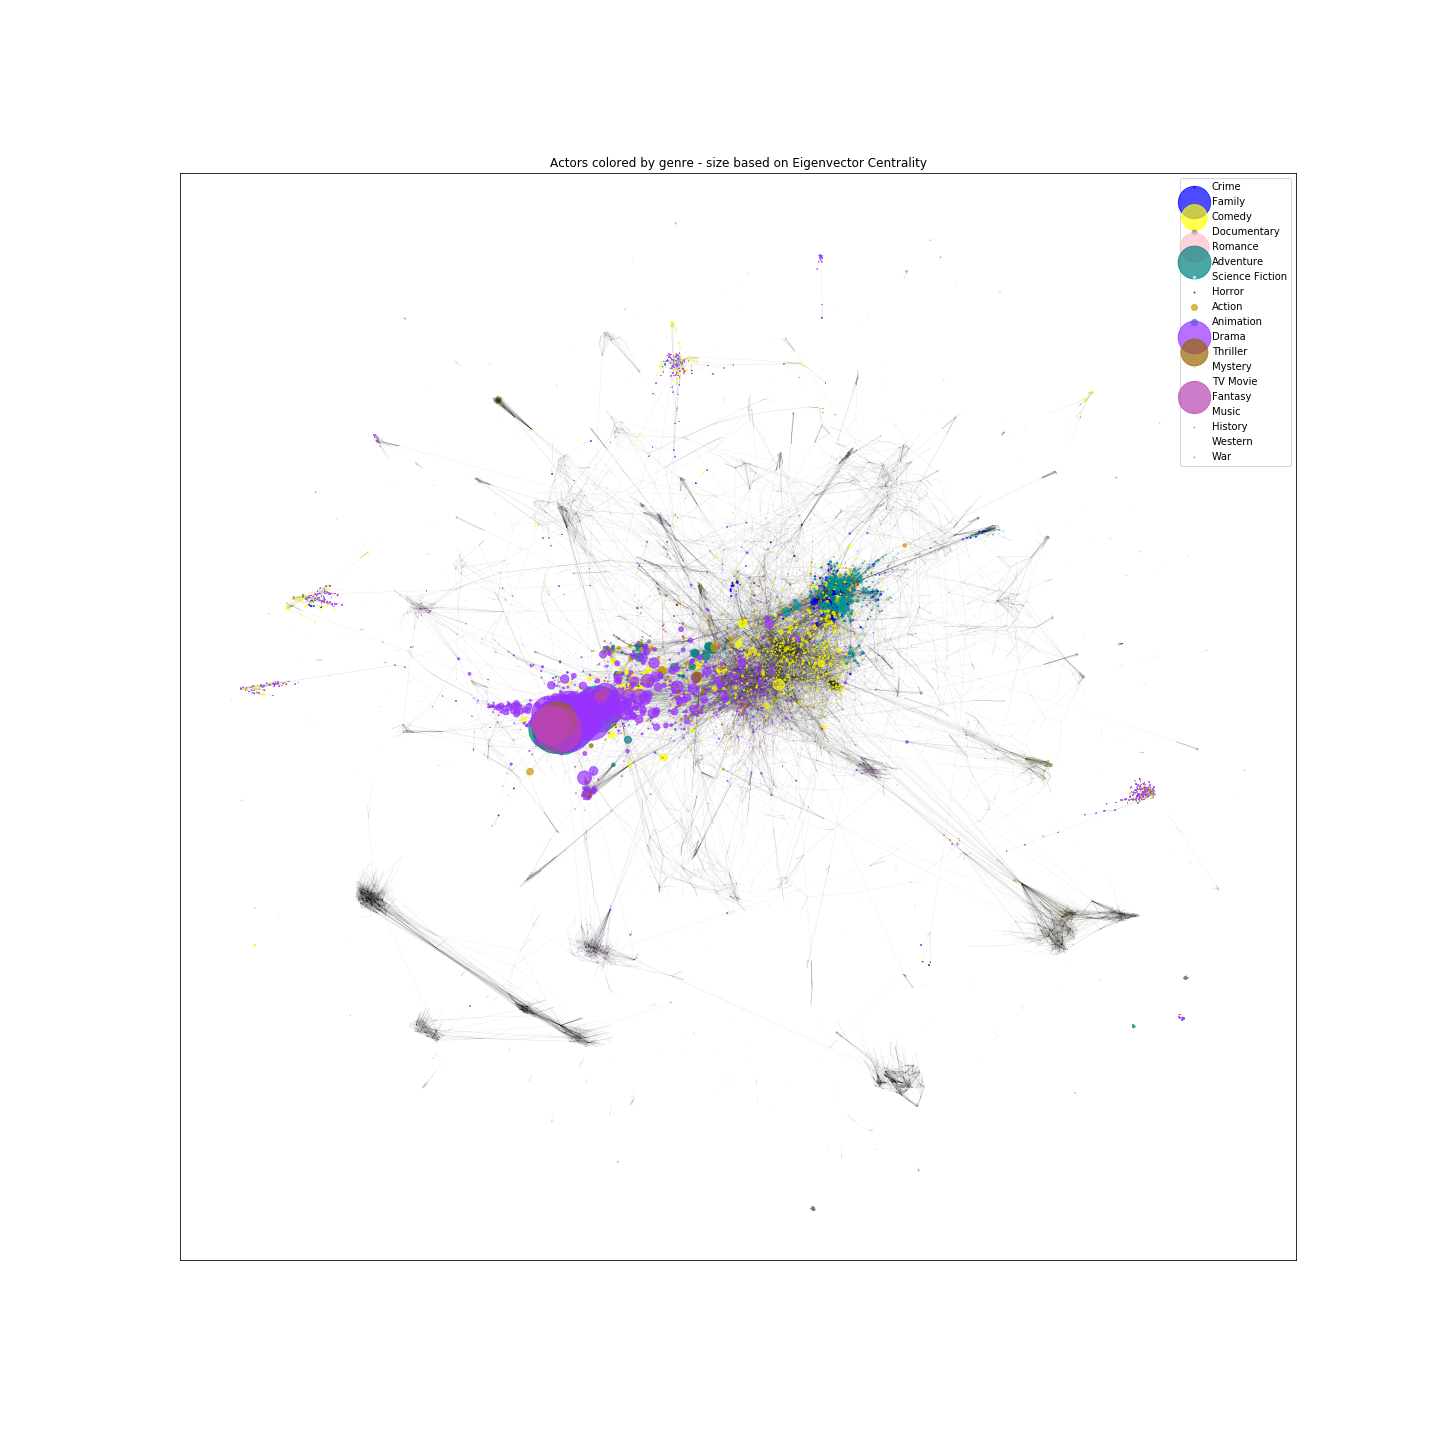 Actors colored by genre - size based on Eigenvector Centrality
Crime
Family
Comedy
Documentary
Romance
Adventure
Science Fiction
Horror
Action
Animation
Drama
Thriller
Mystery
TV Movie
Fantasy
Music
History
Western
War